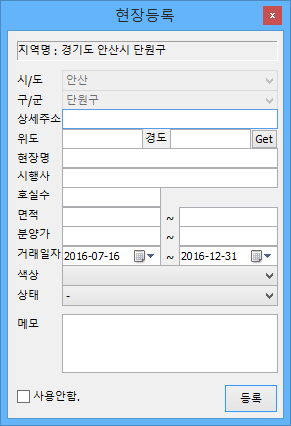 현장등록
x
지역명 : 경기도 안산시 단원구
시/도 안산
구/군 단원구
상세주소
위도 경도 Get
현장명
시행사
호실수
면적 ~
분양가 ~
거래일자 2016-07-16 ~ 2016-12-31
색상
상태 -
메모
사용안함. 등록